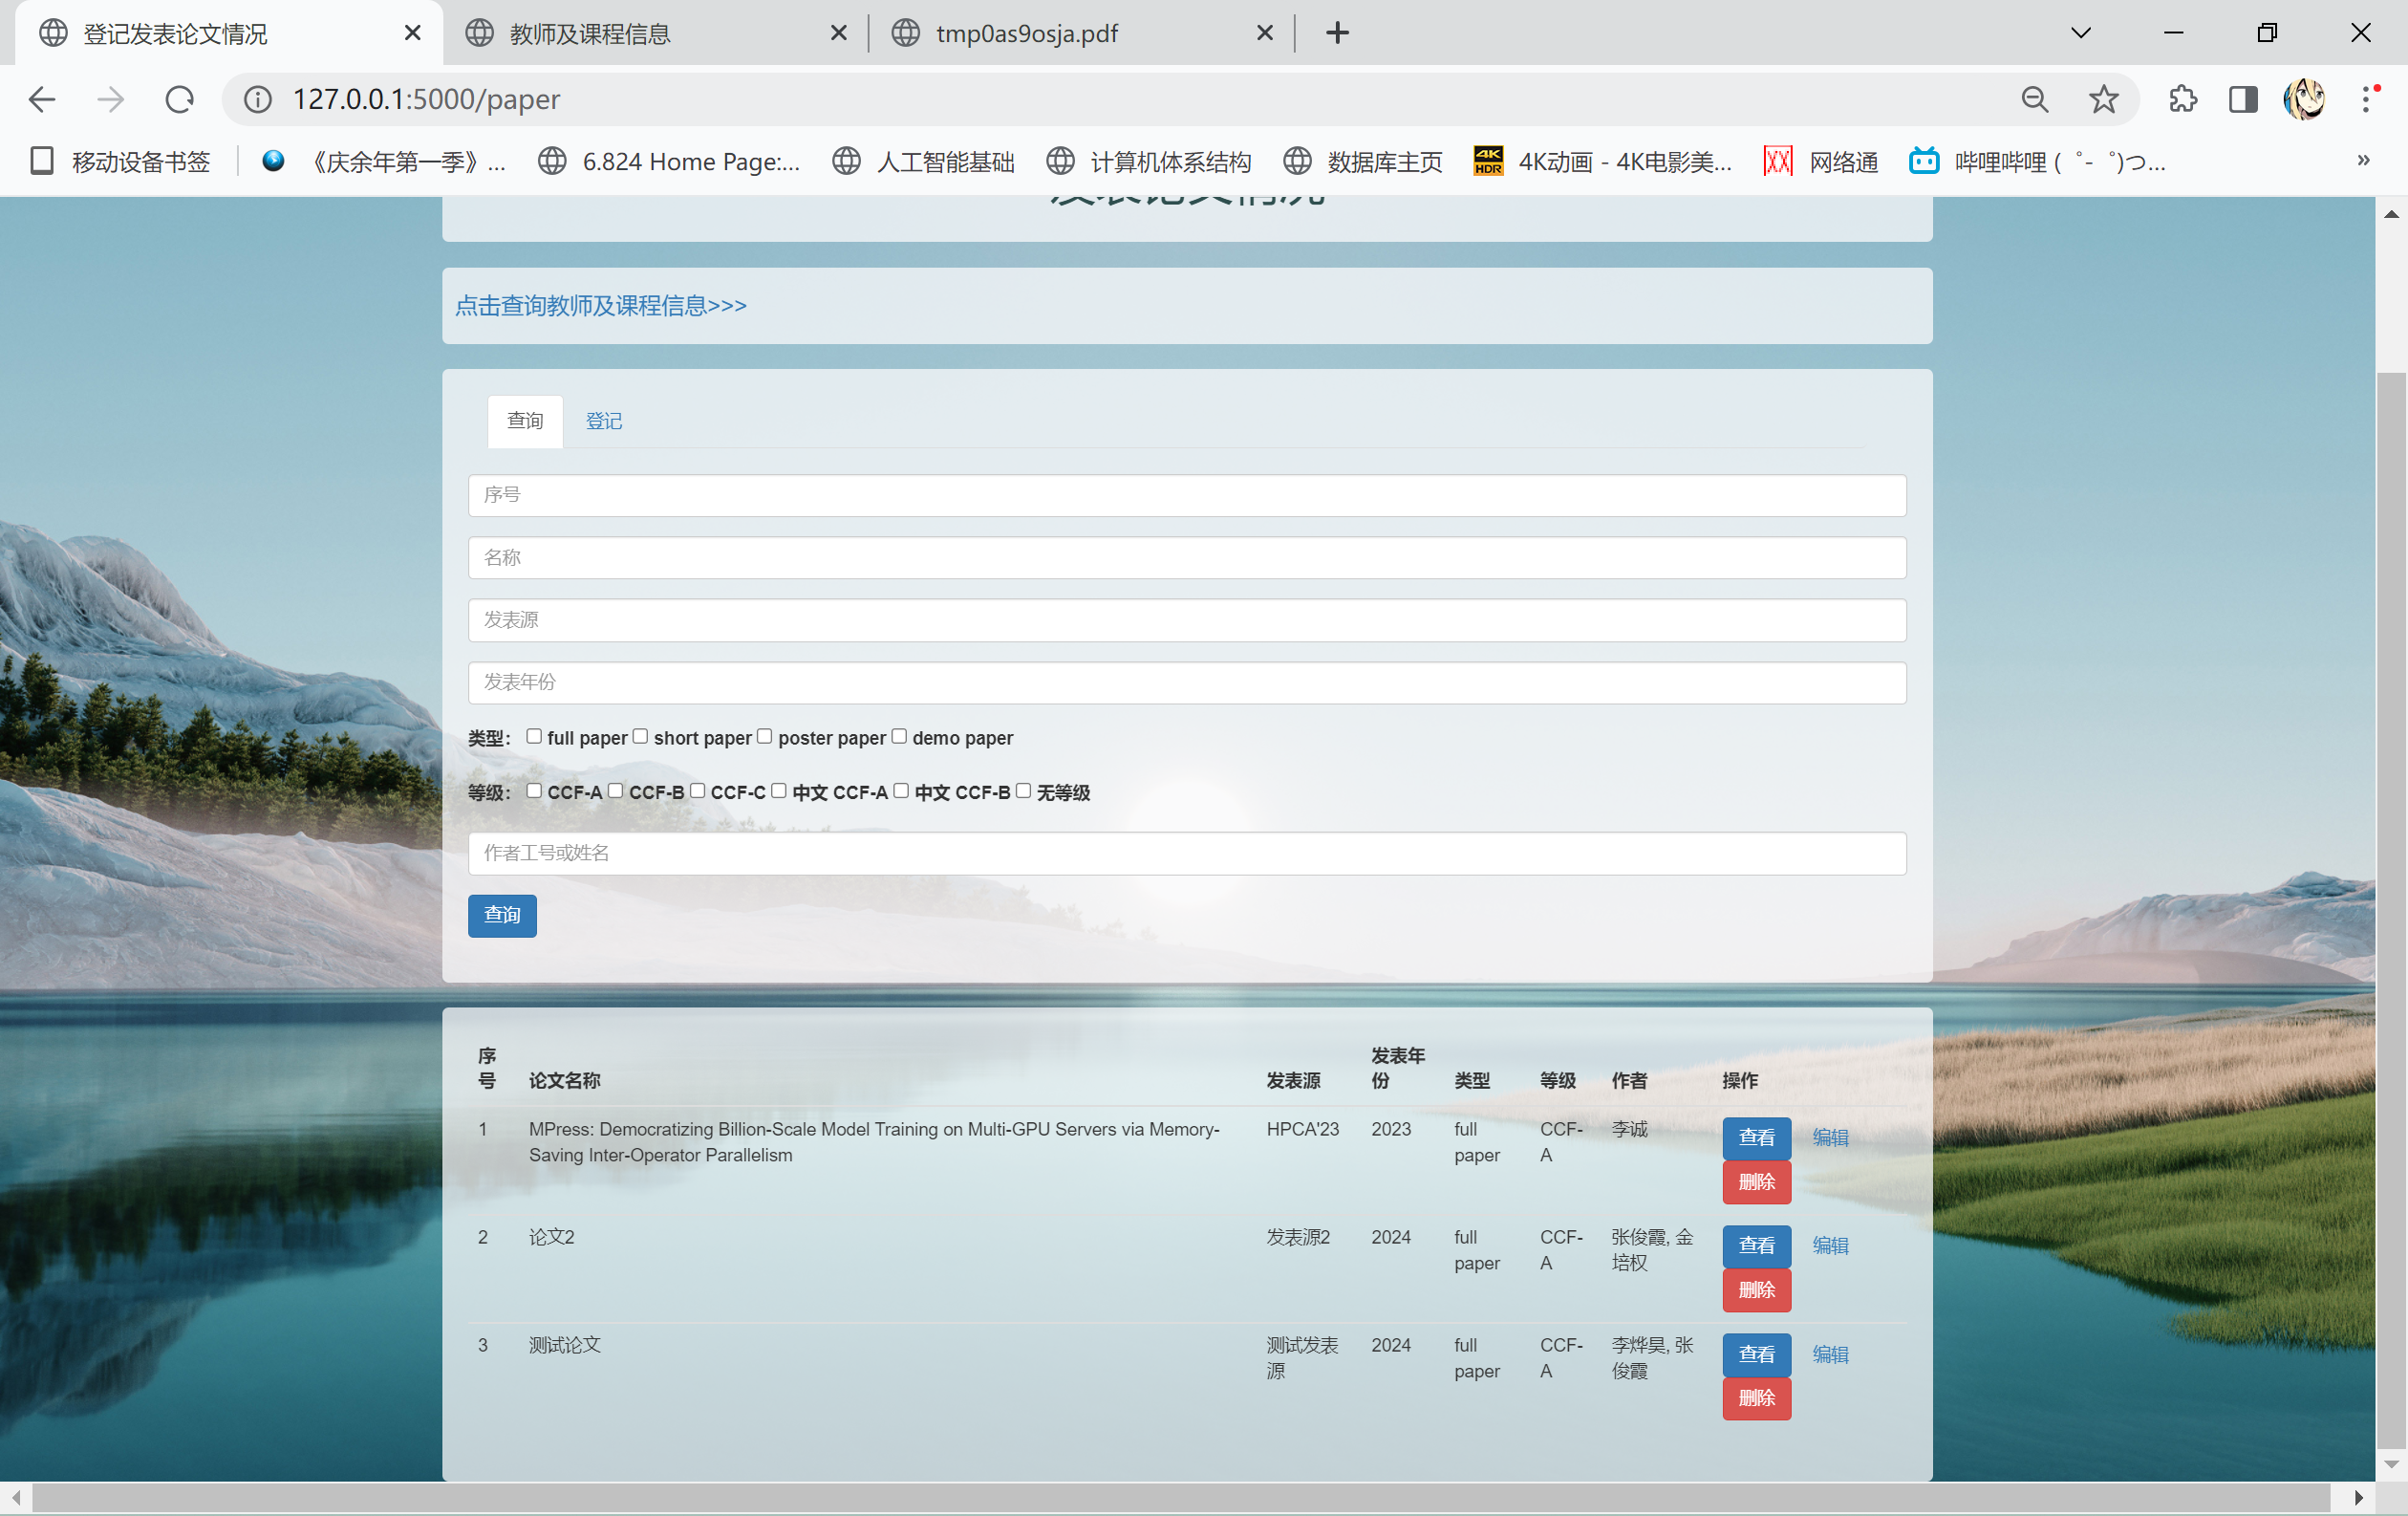 登记发表论文情况
教师及课程信息
tmp0as9osja.pdf
127.0.0.1:5000/paper
移动设备书签
《庆余年第一季》...
6.824 Home Page:...
人工智能基础
计算机体系结构
数据库主页
4K HDR
4K动画 - 4K电影美...
网络通
哔哩哔哩 (゜-゜)つ...
»
发表论文情况
点击查询教师及课程信息>>>
查询
登记
序号
名称
发表源
发表年份
类型： full paper short paper poster paper demo paper
等级： CCF-A CCF-B CCF-C 中文 CCF-A 中文 CCF-B 无等级
作者工号或姓名
查询
序号 论文名称 发表源 发表年份 类型 等级 作者 操作
1 MPress: Democratizing Billion-Scale Model Training on Multi-GPU Servers via Memory- HPCA'23 2023 full CCF- 李诚 查看 编辑
Saving Inter-Operator Parallelism paper A
删除
2 论文2 发表源2 2024 full CCF- 张俊霞, 金 查看 编辑
paper A 培权
删除
3 测试论文 测试发表 2024 full CCF- 李烨昊, 张 查看 编辑
源 paper A 俊霞
删除